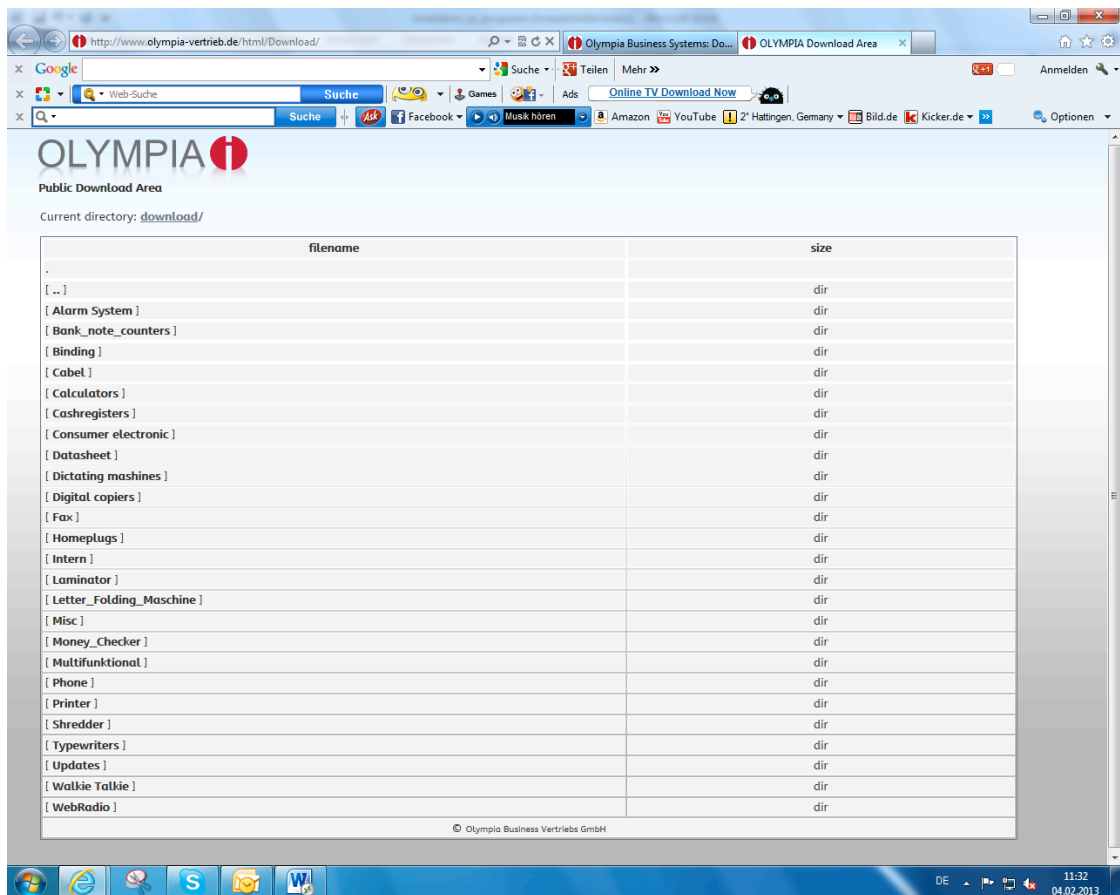 http://www.olympia-vertrieb.de/html/Download/ Olympia Business Systems: Do... OLYMPIA Download Area
Google Suche Teilen Mehr » +1 Anmelden
Web-Suche Suche Games Ads Online TV Download Now
Suche Ask Facebook Musik hören Amazon YouTube 2° Hattingen, Germany Bild.de Kicker.de Optionen
OLYMPIA
Public Download Area
Current directory: download/
filename size
.
[ .. ] dir
[ Alarm System ] dir
[ Bank_note_counters ] dir
[ Binding ] dir
[ Cabel ] dir
[ Calculators ] dir
[ Cashregisters ] dir
[ Consumer electronic ] dir
[ Datasheet ] dir
[ Dictating mashines ] dir
[ Digital copiers ] dir
[ Fax ] dir
[ Homeplugs ] dir
[ Intern ] dir
[ Laminator ] dir
[ Letter_Folding_Maschine ] dir
[ Misc ] dir
[ Money_Checker ] dir
[ Multifunktional ] dir
[ Phone ] dir
[ Printer ] dir
[ Shredder ] dir
[ Typewriters ] dir
[ Updates ] dir
[ Walkie Talkie ] dir
[ WebRadio ] dir
© Olympia Business Vertriebs GmbH
DE 11:32
04.02.2013